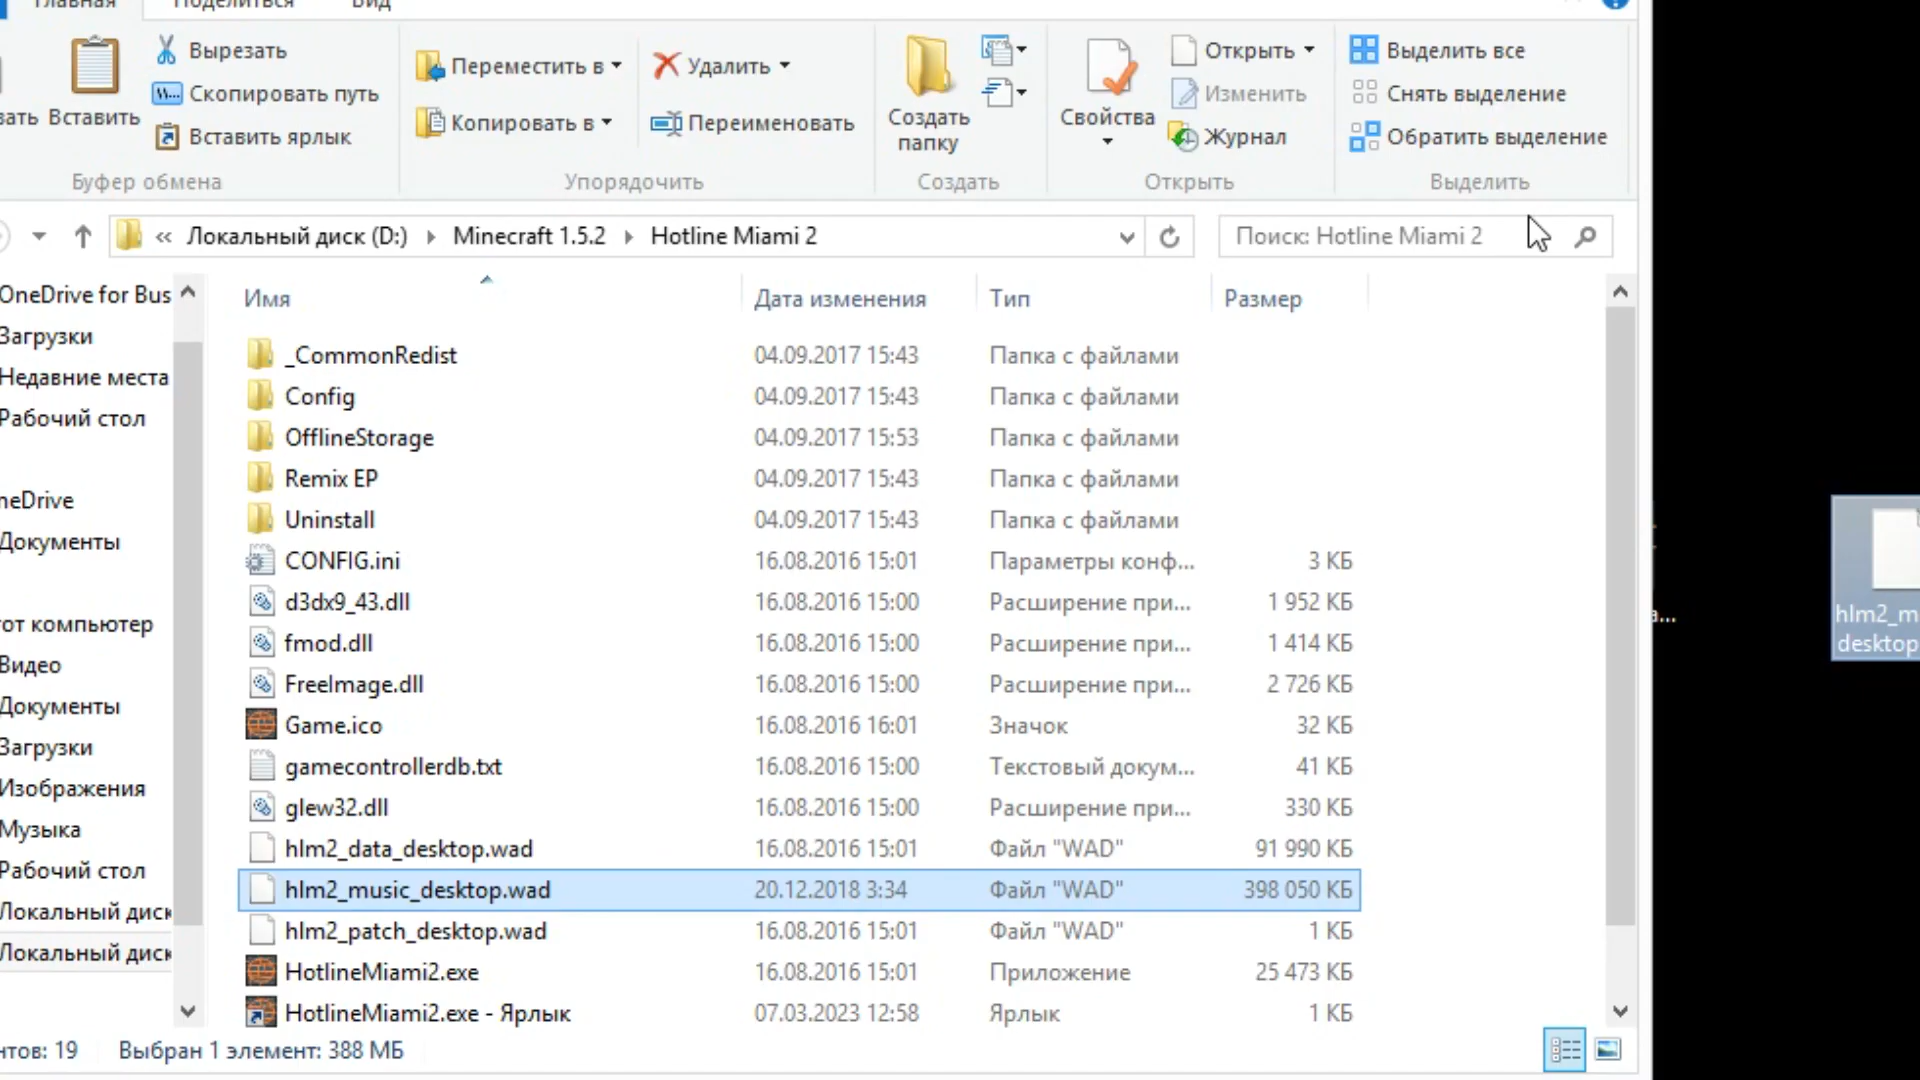 Главная Поделиться Вид
Вставить
Вырезать
Скопировать путь
Вставить ярлык
Буфер обмена
Переместить в
Копировать в
Удалить
Переименовать
Упорядочить
Создать папку
Создать
Свойства
Открыть
Изменить
Журнал
Открыть
Выделить все
Снять выделение
Обратить выделение
Выделить
« Локальный диск (D:) Minecraft 1.5.2 Hotline Miami 2
Поиск: Hotline Miami 2
OneDrive for Bus
Загрузки
Недавние места
Рабочий стол
neDrive
Документы
от компьютер
Видео
Документы
Загрузки
Изображения
Музыка
Рабочий стол
Локальный диск
Локальный диск
Имя Дата изменения Тип Размер
_CommonRedist 04.09.2017 15:43 Папка с файлами
Config 04.09.2017 15:43 Папка с файлами
OfflineStorage 04.09.2017 15:53 Папка с файлами
Remix EP 04.09.2017 15:43 Папка с файлами
Uninstall 04.09.2017 15:43 Папка с файлами
CONFIG.ini 16.08.2016 15:01 Параметры конф... 3 КБ
d3dx9_43.dll 16.08.2016 15:00 Расширение при... 1 952 КБ
fmod.dll 16.08.2016 15:00 Расширение при... 1 414 КБ
FreeImage.dll 16.08.2016 15:00 Расширение при... 2 726 КБ
Game.ico 16.08.2016 16:01 Значок 32 КБ
gamecontrollerdb.txt 16.08.2016 15:00 Текстовый докум... 41 КБ
glew32.dll 16.08.2016 15:00 Расширение при... 330 КБ
hlm2_data_desktop.wad 16.08.2016 15:01 Файл "WAD" 91 990 КБ
hlm2_music_desktop.wad 20.12.2018 3:34 Файл "WAD" 398 050 КБ
hlm2_patch_desktop.wad 16.08.2016 15:01 Файл "WAD" 1 КБ
HotlineMiami2.exe 16.08.2016 15:01 Приложение 25 473 КБ
HotlineMiami2.exe - Ярлык 07.03.2023 12:58 Ярлык 1 КБ
нтов: 19 Выбран 1 элемент: 388 МБ
а...
hlm2_m
desktop